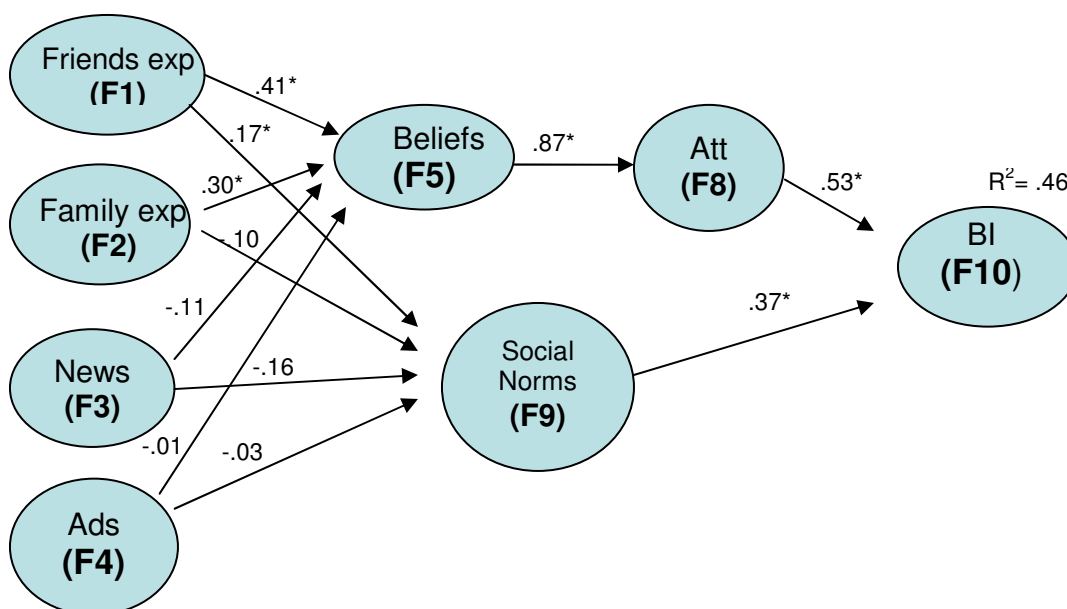 Friends exp
(F1)
.41*
.17*
Beliefs
(F5)
.87*
Att
(F8)
.53*
R²= .46
BI
(F10)
Family exp
(F2)
.30*
-.10
-.11
.37*
News
(F3)
-.16
Social
Norms
(F9)
-.01
-.03
Ads
(F4)